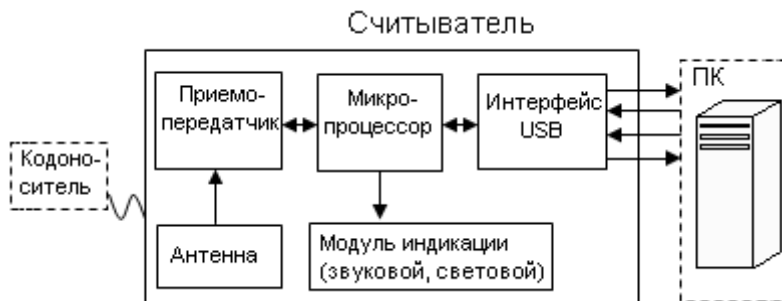 Считыватель
Приемо-
передатчик
Микро-
процессор
Интерфейс
USB
ПК
Кодоно-
ситель
Антенна
Модуль индикации
(звуковой, световой)